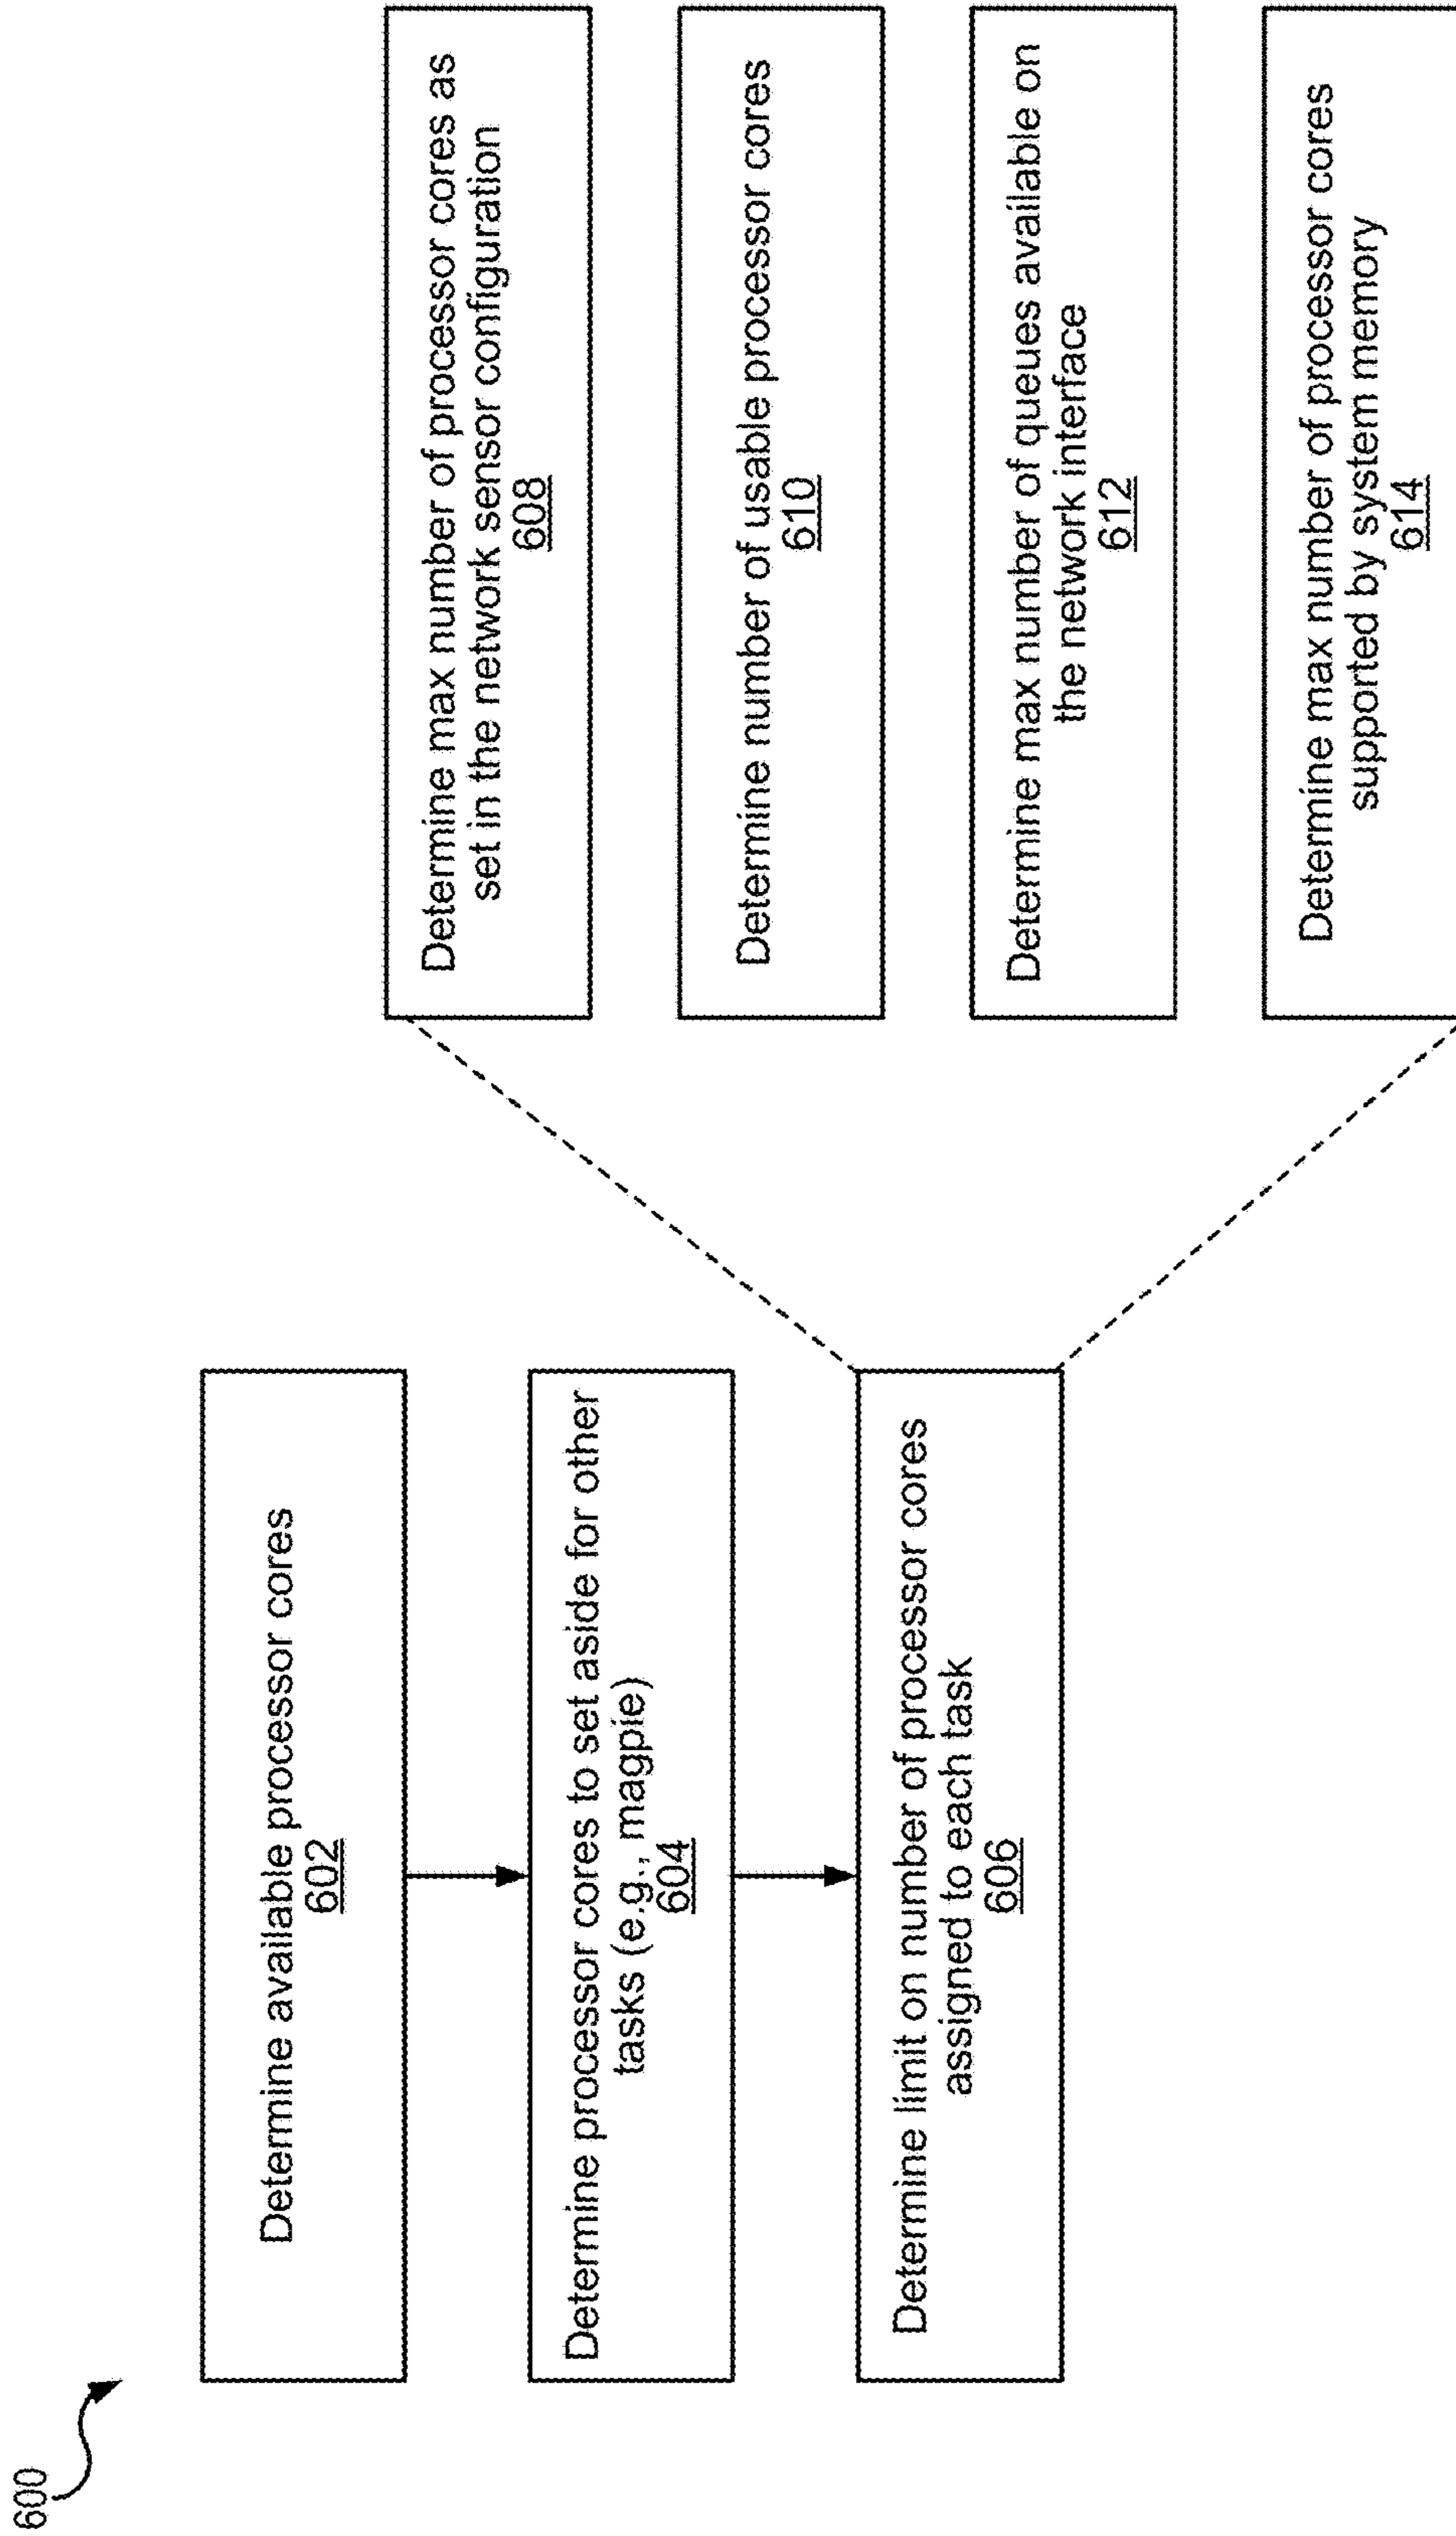 600
Determine available processor cores
602
Determine processor cores to set aside for other
tasks (e.g., magpie)
604
Determine limit on number of processor cores
assigned to each task
606
Determine max number of processor cores as
set in the network sensor configuration
608
Determine number of usable processor cores
610
Determine max number of queues available on
the network interface
612
Determine max number of processor cores
supported by system memory
614